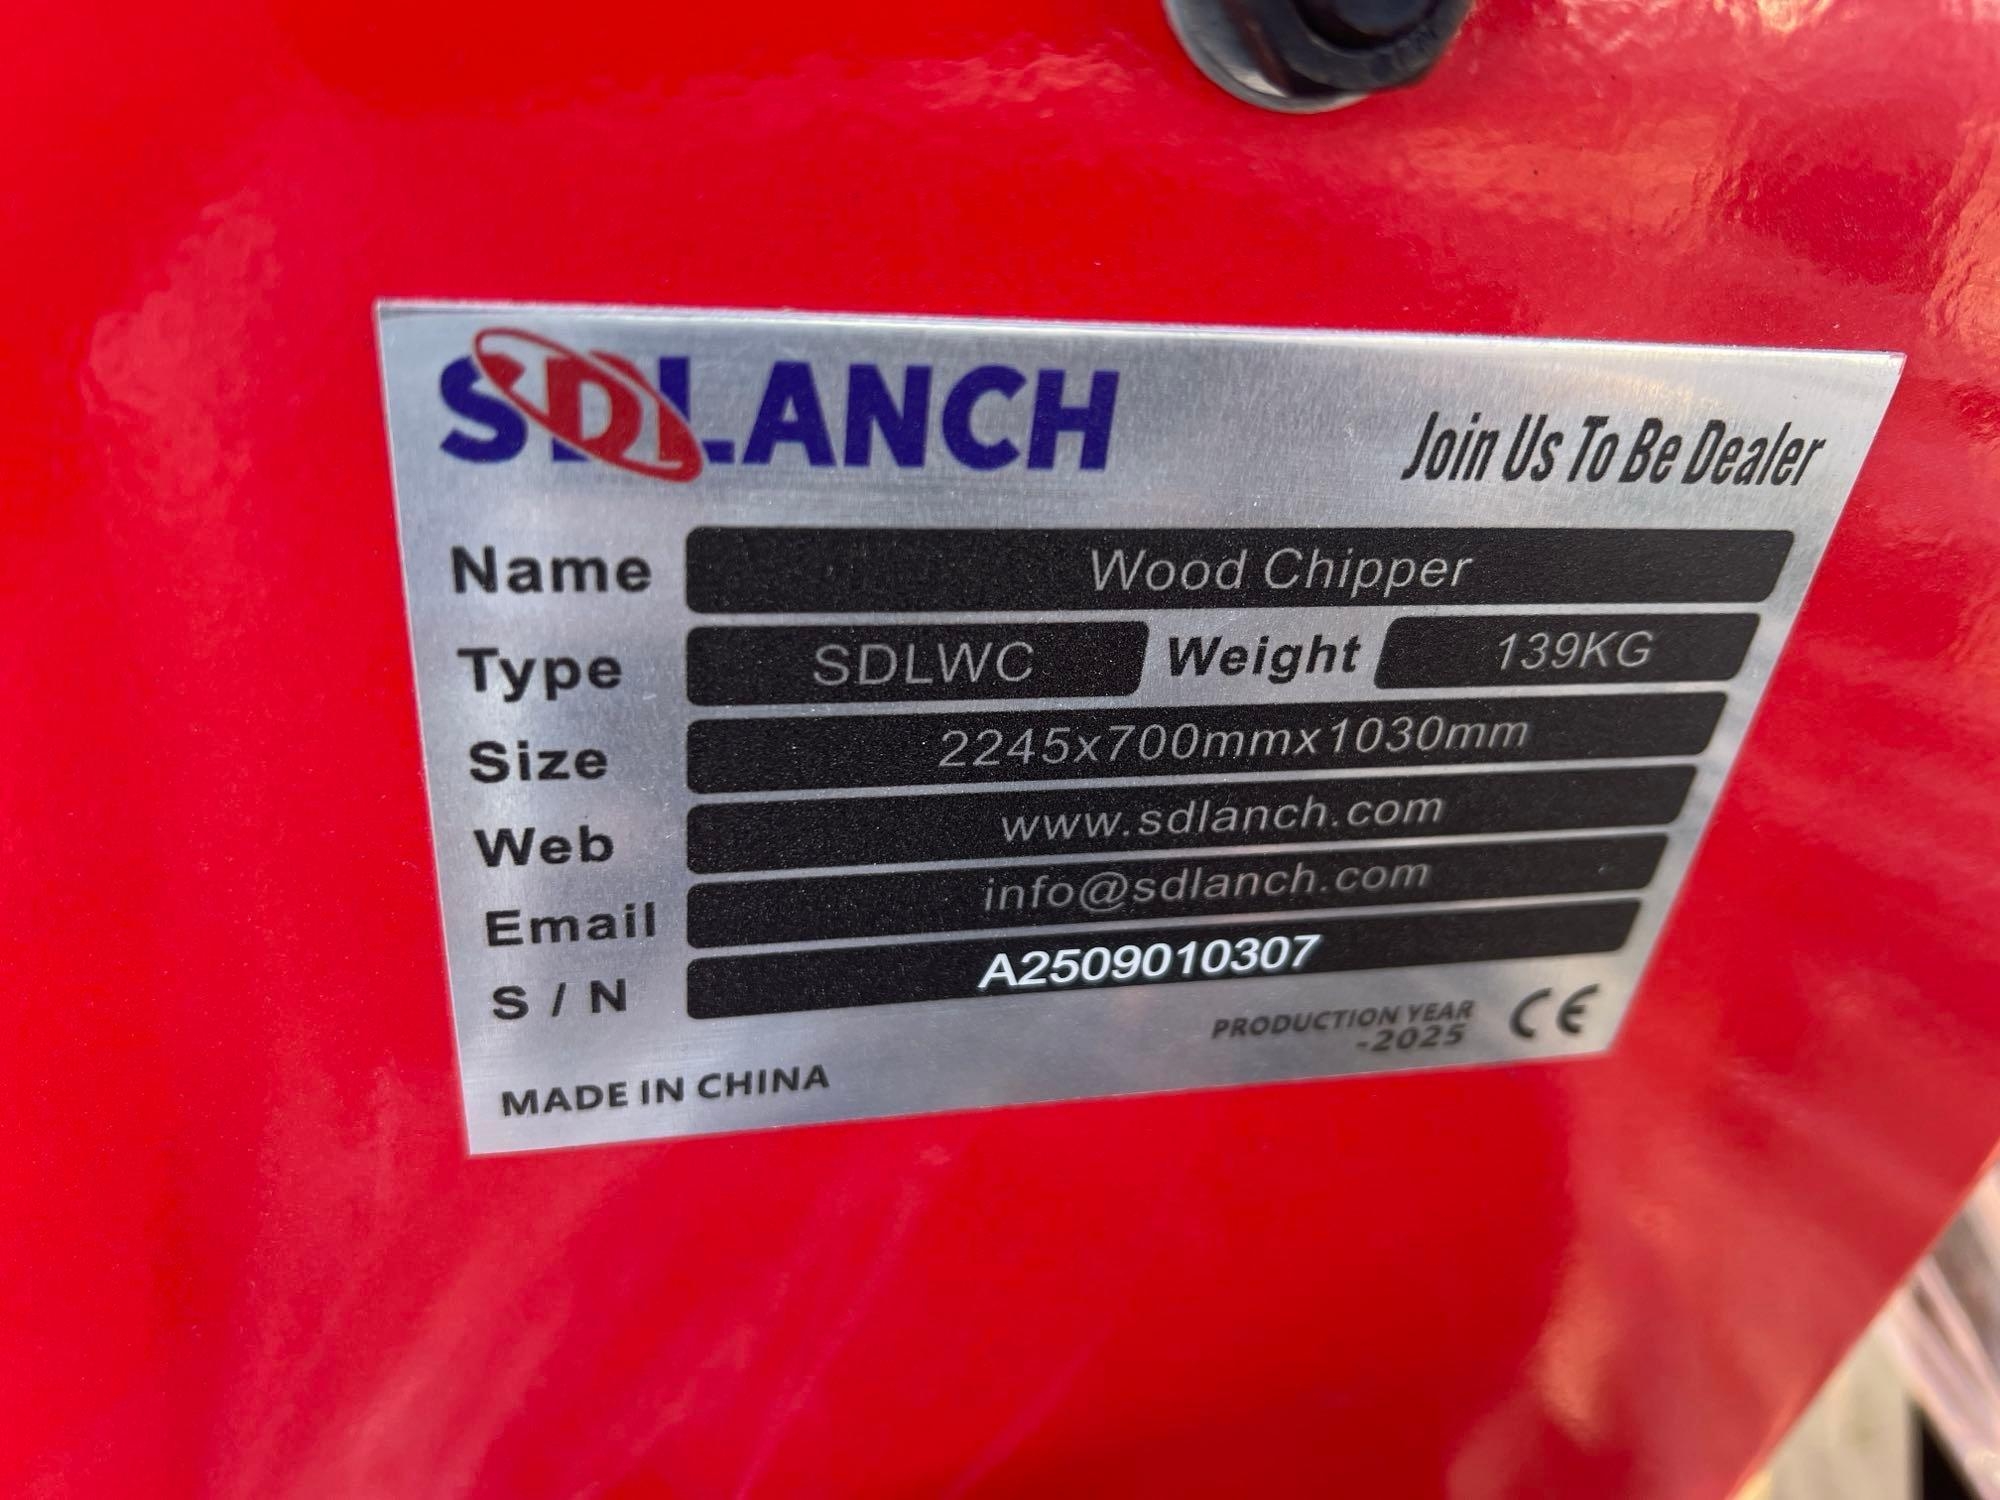 SDLANCH
Join Us To Be Dealer
Name Wood Chipper
Type SDLWC Weight 139KG
Size 2245x700mmx1030mm
Web www.sdlanch.com
Email info@sdlanch.com
S / N A2509010307
PRODUCTION YEAR
-2025
CE
MADE IN CHINA